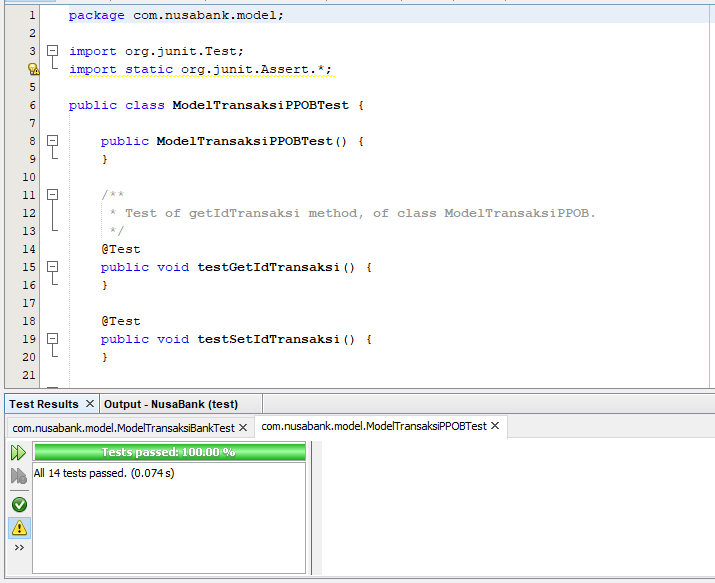 1 package com.nusabank.model;
2
3 import org.junit.Test;
import static org.junit.Assert.*;
5
6 public class ModelTransaksiPPOBTest {
7
8 public ModelTransaksiPPOBTest() {
9 }
10
11 /**
12 * Test of getIdTransaksi method, of class ModelTransaksiPPOB.
13 */
14 @Test
15 public void testGetIdTransaksi() {
16 }
17
18 @Test
19 public void testSetIdTransaksi() {
20 }
21
Test Results × Output - NusaBank (test)
com.nusabank.model.ModelTransaksiBankTest × com.nusabank.model.ModelTransaksiPPOBTest ×
Tests passed: 100.00 %
All 14 tests passed. (0.074 s)
>>